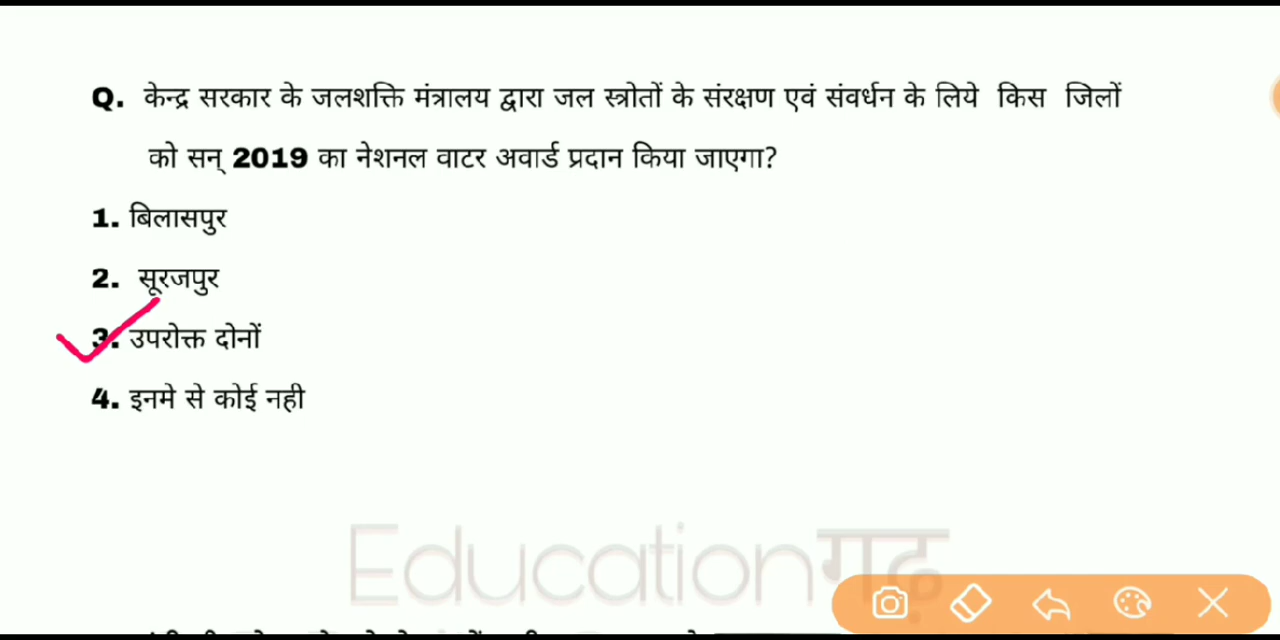 Q. केन्द्र सरकार के जलशक्ति मंत्रालय द्वारा जल स्त्रोतों के संरक्षण एवं संवर्धन के लिये किस जिलों
को सन् 2019 का नेशनल वाटर अवार्ड प्रदान किया जाएगा?
1. बिलासपुर
2. सूरजपुर
3. उपरोक्त दोनों
4. इनमे से कोई नही
Educationगढ़